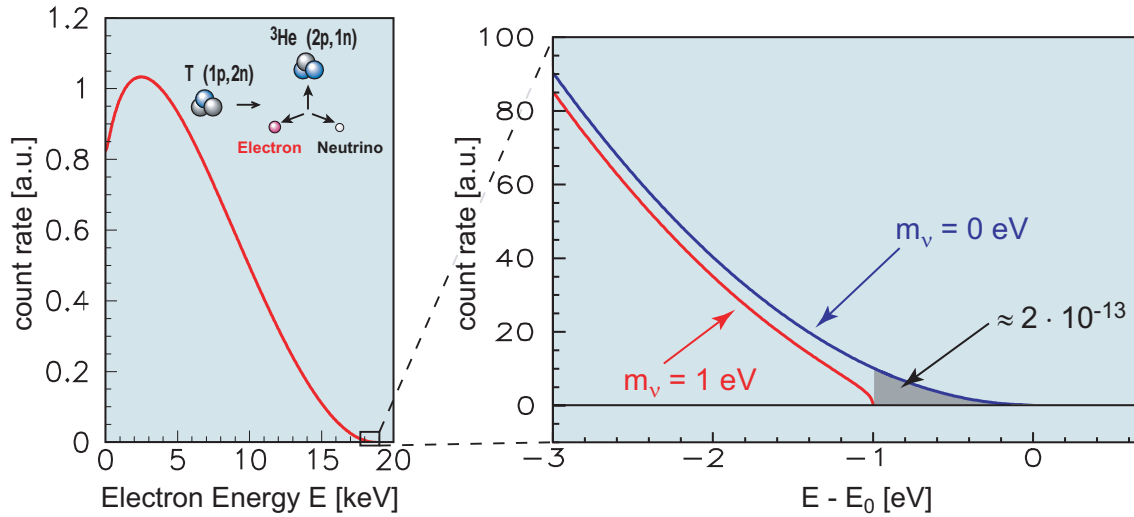 1.2
1
0.8
0.6
0.4
0.2
0
0 5 10 15 20
count rate [a.u.]
Electron Energy E [keV]
³He (2p,1n)
T (1p,2n)
Electron Neutrino
100
80
60
40
20
0
−3 −2 −1 0
count rate [a.u.]
E - E₀ [eV]
mᵥ = 0 eV
≈ 2 · 10⁻¹³
mᵥ = 1 eV